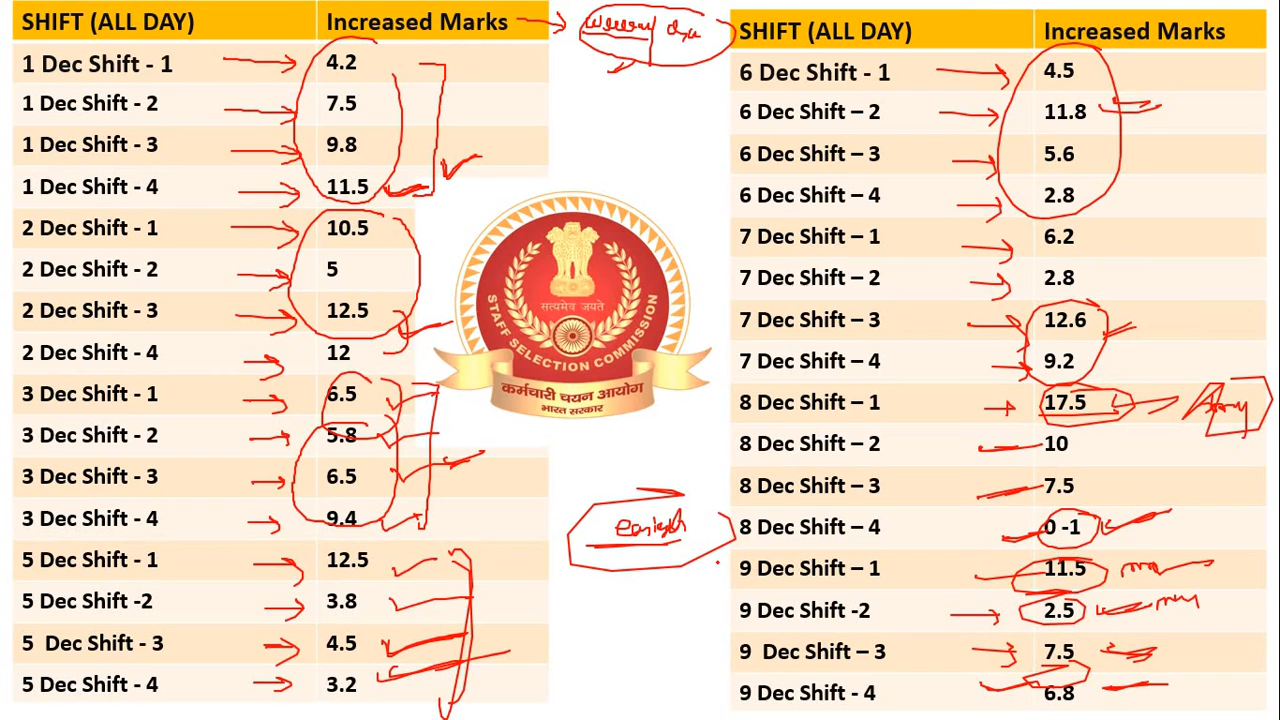 SHIFT (ALL DAY) Increased Marks
1 Dec Shift - 1 4.2
1 Dec Shift - 2 7.5
1 Dec Shift - 3 9.8
1 Dec Shift - 4 11.5
2 Dec Shift - 1 10.5
2 Dec Shift - 2 5
2 Dec Shift - 3 12.5
2 Dec Shift - 4 12
3 Dec Shift - 1 6.5
3 Dec Shift - 2 5.8
3 Dec Shift - 3 6.5
3 Dec Shift - 4 9.4
5 Dec Shift - 1 12.5
5 Dec Shift -2 3.8
5 Dec Shift - 3 4.5
5 Dec Shift - 4 3.2
सत्यमेव जयते
STAFF SELECTION COMMISSION
कर्मचारी चयन आयोग
भारत सरकार
SHIFT (ALL DAY) Increased Marks
6 Dec Shift - 1 4.5
6 Dec Shift – 2 11.8
6 Dec Shift – 3 5.6
6 Dec Shift – 4 2.8
7 Dec Shift – 1 6.2
7 Dec Shift – 2 2.8
7 Dec Shift – 3 12.6
7 Dec Shift – 4 9.2
8 Dec Shift – 1 17.5
8 Dec Shift – 2 10
8 Dec Shift – 3 7.5
8 Dec Shift – 4 0 -1
9 Dec Shift – 1 11.5
9 Dec Shift -2 2.5
9 Dec Shift – 3 7.5
9 Dec Shift - 4 6.8